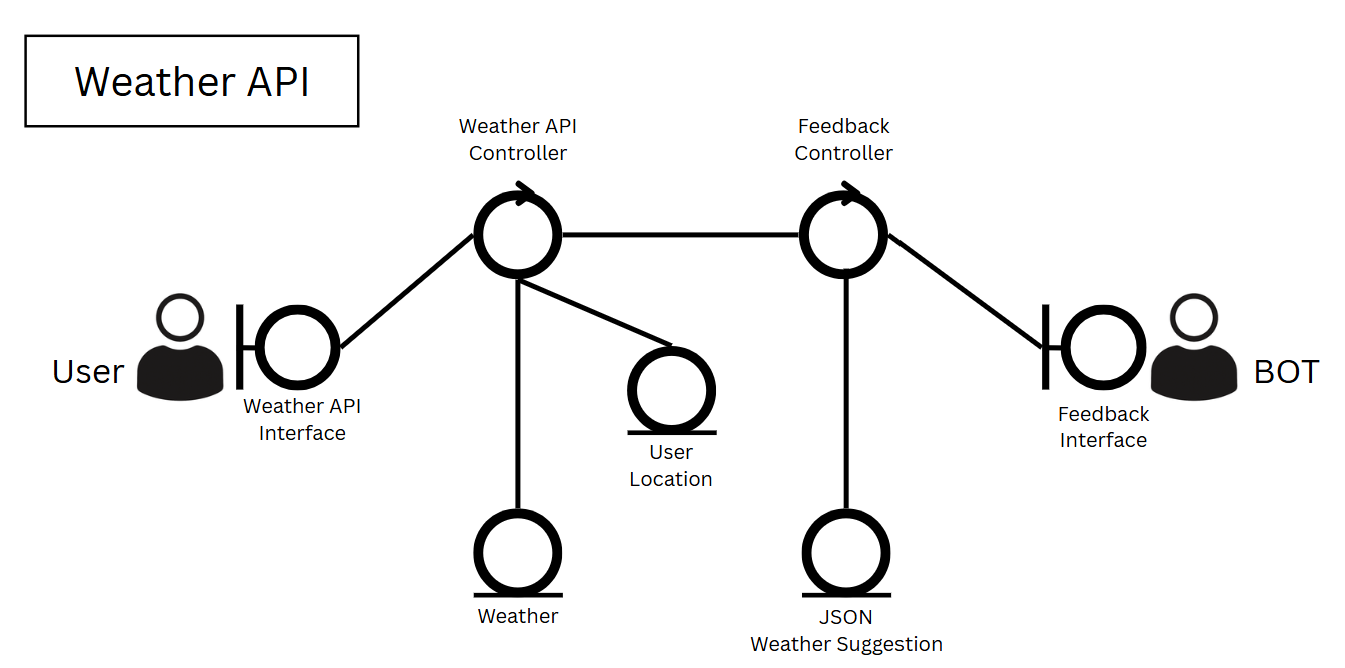 Weather API
Weather API
Controller
Feedback
Controller
User
Weather API
Interface
User
Location
Feedback
Interface
BOT
Weather
JSON
Weather Suggestion